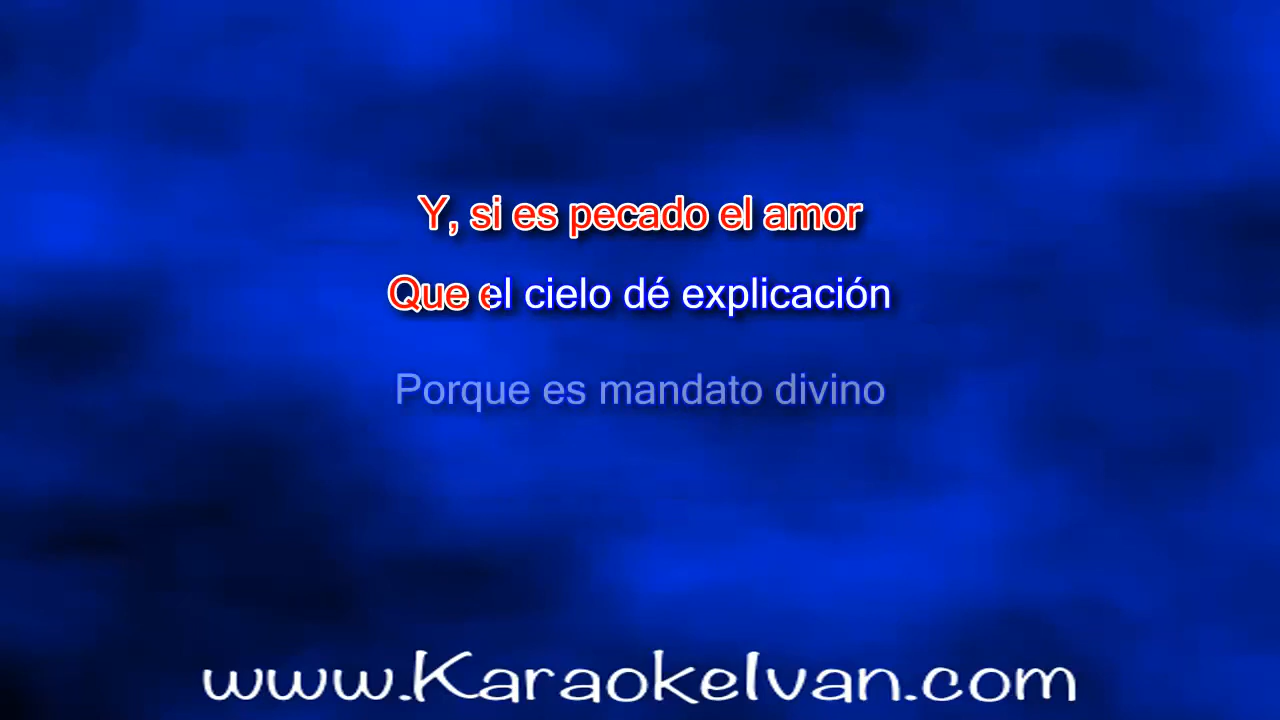 Y, si es pecado el amor
Que el cielo dé explicación
Porque es mandato divino
www.KaraokeIvan.com